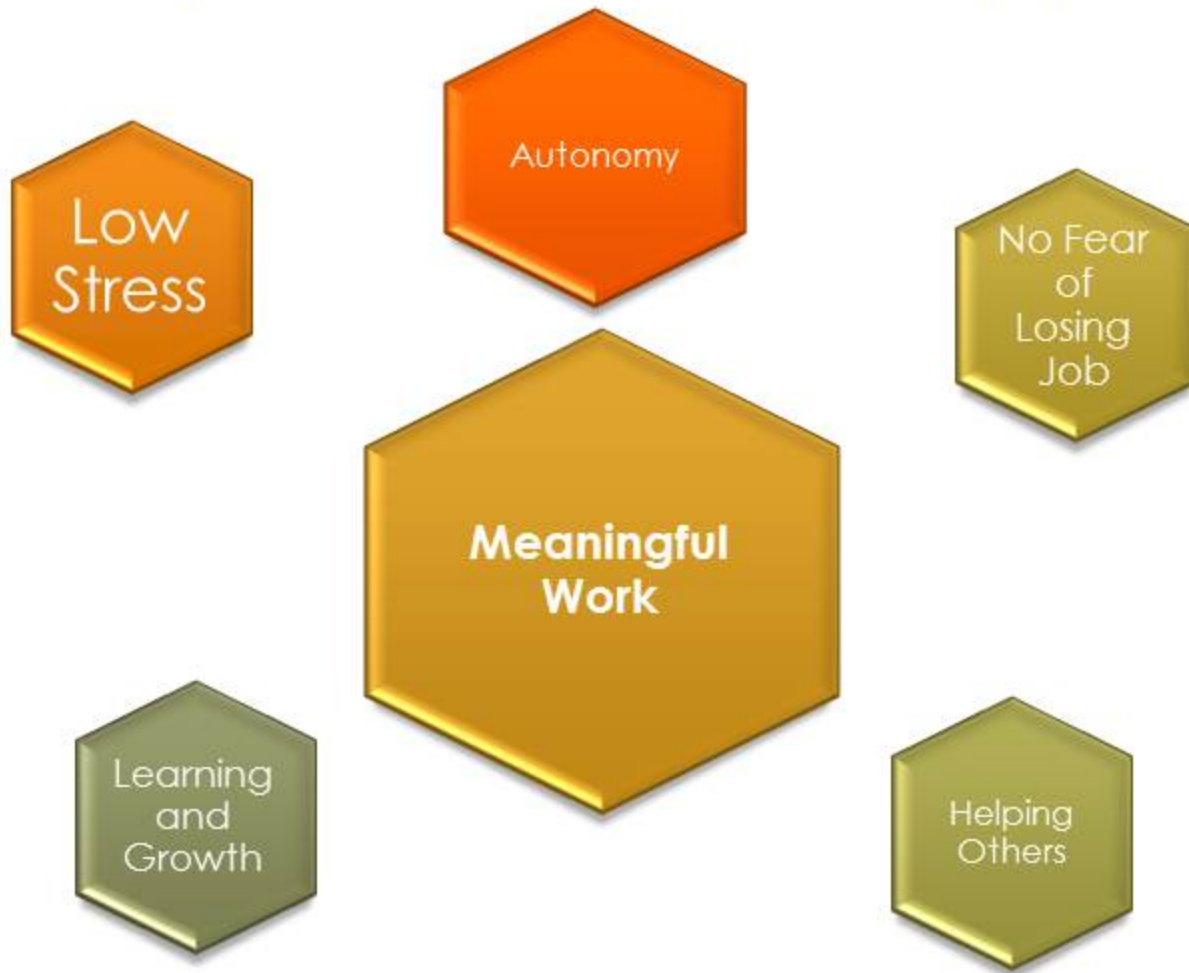 Autonomy
Low
Stress
No Fear
of
Losing
Job
Meaningful
Work
Learning
and
Growth
Helping
Others